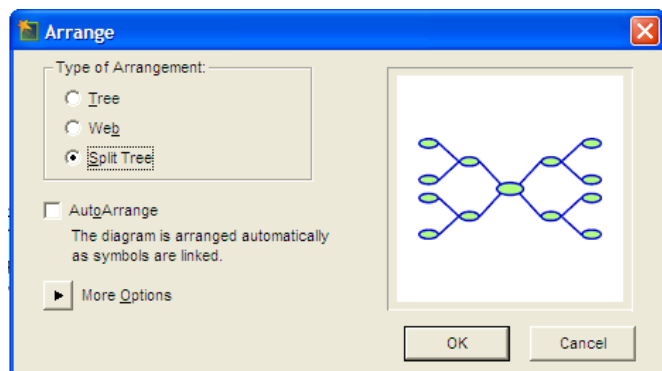 Arrange
Type of Arrangement:
Tree
Web
Split Tree
AutoArrange
The diagram is arranged automatically
as symbols are linked.
More Options
OK
Cancel